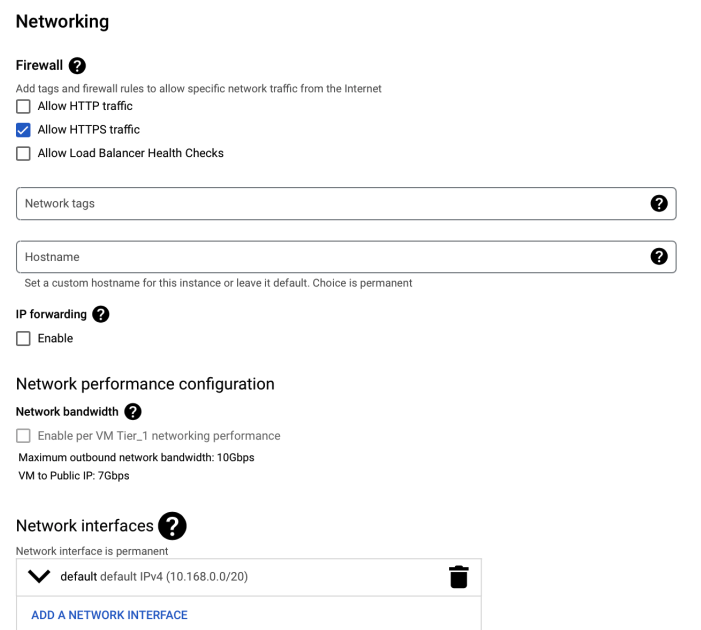 Networking
Firewall
Add tags and firewall rules to allow specific network traffic from the Internet
Allow HTTP traffic
Allow HTTPS traffic
Allow Load Balancer Health Checks
Network tags
Hostname
Set a custom hostname for this instance or leave it default. Choice is permanent
IP forwarding
Enable
Network performance configuration
Network bandwidth
Enable per VM Tier_1 networking performance
Maximum outbound network bandwidth: 10Gbps
VM to Public IP: 7Gbps
Network interfaces
Network interface is permanent
default default IPv4 (10.168.0.0/20)
ADD A NETWORK INTERFACE